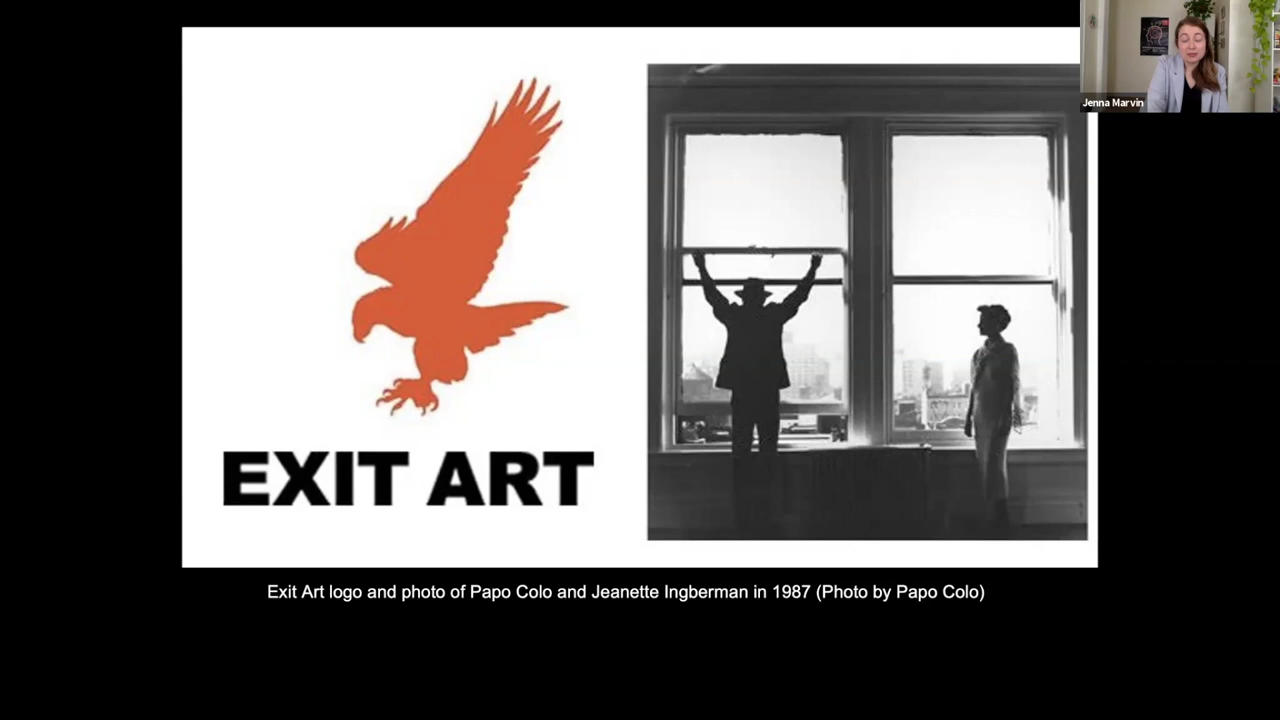 Jenna Marvin
EXIT ART
Exit Art logo and photo of Papo Colo and Jeanette Ingberman in 1987 (Photo by Papo Colo)